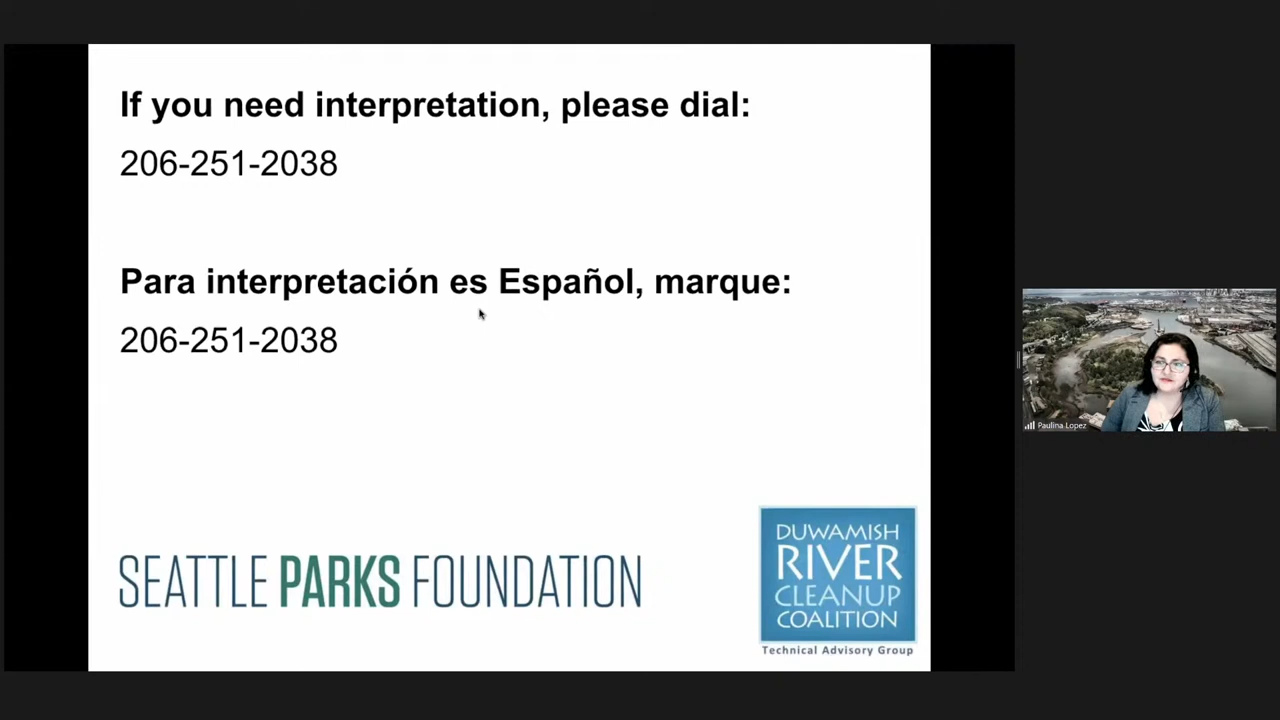 If you need interpretation, please dial:
206-251-2038
Para interpretación es Español, marque:
206-251-2038
SEATTLE PARKS FOUNDATION
DUWAMISH
RIVER
CLEANUP
COALITION
Technical Advisory Group
Paulina Lopez